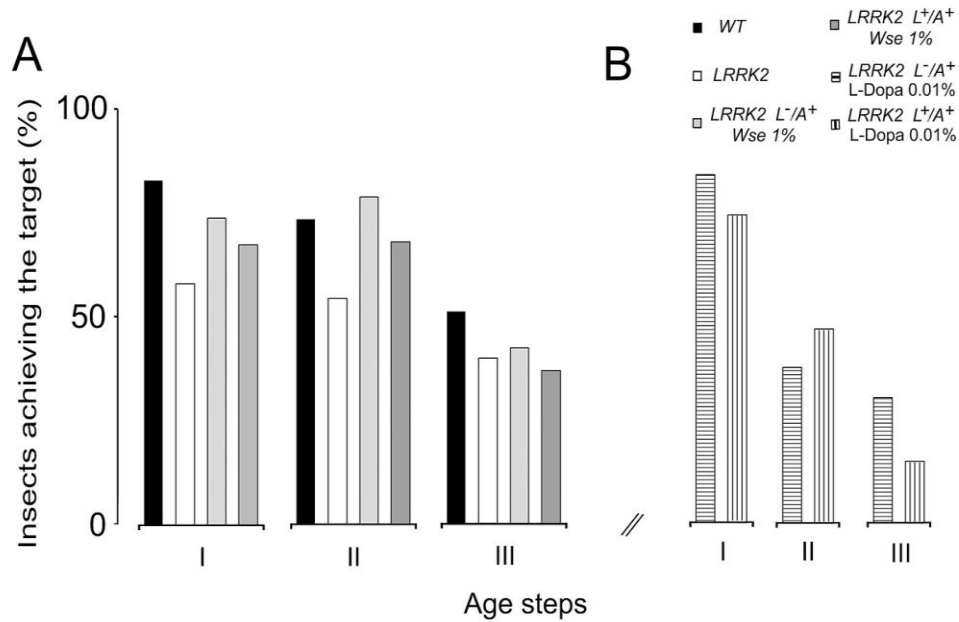 A
B
WT
LRRK2
LRRK2 L⁻/A⁺
Wse 1%
LRRK2 L⁺/A⁺
Wse 1%
LRRK2 L⁻/A⁺
L-Dopa 0.01%
LRRK2 L⁺/A⁺
L-Dopa 0.01%
Insects achieving the target (%)
100
50
0
I
II
III
//
I
II
III
Age steps